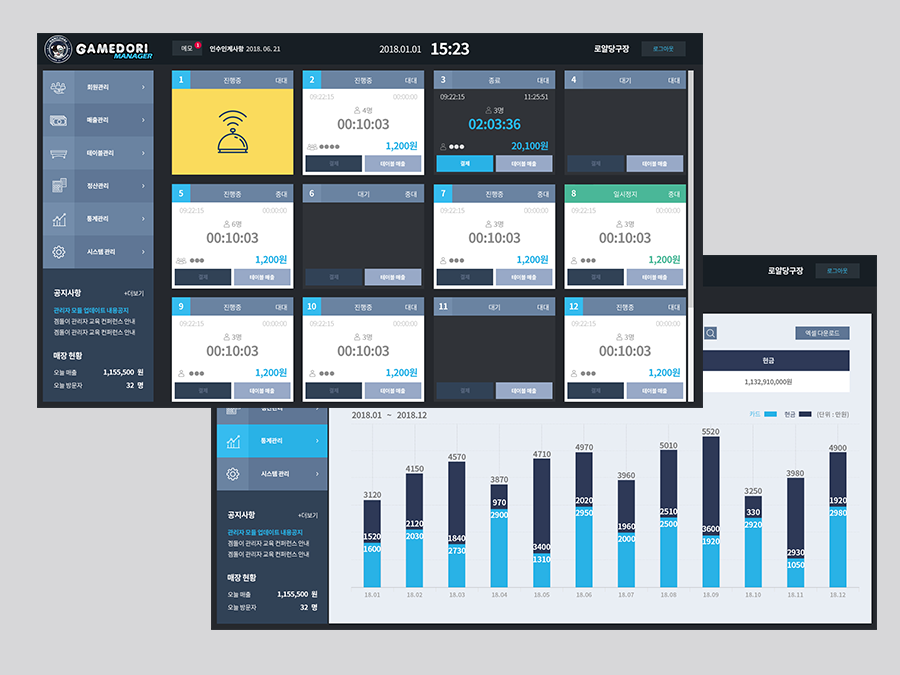 GAMEDORI
MANAGER
메모
인수인계사항 2018. 06. 21
2018.01.01 15:23
로얄당구장
로그아웃
회원관리
매출관리
테이블관리
정산관리
통계관리
시스템 관리
공지사항 +더보기
관리자 모듈 업데이트 내용공지
겜돌이 관리자 교육 컨퍼런스 안내
겜돌이 관리자 교육 컨퍼런스 안내
매장 현황
오늘 매출 1,155,500 원
오늘 방문자 32 명
1 진행중 대대
2 진행중 대대
09:22:15 00:00:00
4명
00:10:03
1,200원
결제 테이블 매출
3 종료 대대
09:22:15 11:25:51
3명
02:03:36
20,100원
결제 테이블 매출
4 대기 대대
결제 테이블 매출
5 진행중 중대
09:22:15 00:00:00
6명
00:10:03
1,200원
결제 테이블 매출
6 대기 중대
결제 테이블 매출
7 진행중 중대
09:22:15 00:00:00
3명
00:10:03
1,200원
결제 테이블 매출
8 일시정지 중대
09:22:15 00:00:00
3명
00:10:03
1,200원
결제 테이블 매출
9 진행중 대대
09:22:15 00:00:00
3명
00:10:03
1,200원
결제 테이블 매출
10 진행중 대대
09:22:15 00:00:00
3명
00:10:03
1,200원
결제 테이블 매출
11 대기 대대
결제 테이블 매출
12 진행중 대대
09:22:15 00:00:00
3명
00:10:03
1,200원
결제 테이블 매출
로얄당구장
로그아웃
엑셀 다운로드
현금
1,132,910,000원
통계관리
시스템 관리
공지사항 +더보기
관리자 모듈 업데이트 내용공지
겜돌이 관리자 교육 컨퍼런스 안내
겜돌이 관리자 교육 컨퍼런스 안내
매장 현황
오늘 매출 1,155,500 원
오늘 방문자 32 명
2018.01 ~ 2018.12
카드 현금 (단위 : 만원)
3120 4150 4570 3870 4710 4970 3960 5010 5520 3250 3980 4900
1520 2120 1840 970 3400 2020 1960 2510 3600 330 2930 1920
1600 2030 2730 2900 1310 2950 2000 2500 1920 2920 1050 2980
18.01 18.02 18.03 18.04 18.05 18.06 18.07 18.08 18.09 18.10 18.11 18.12